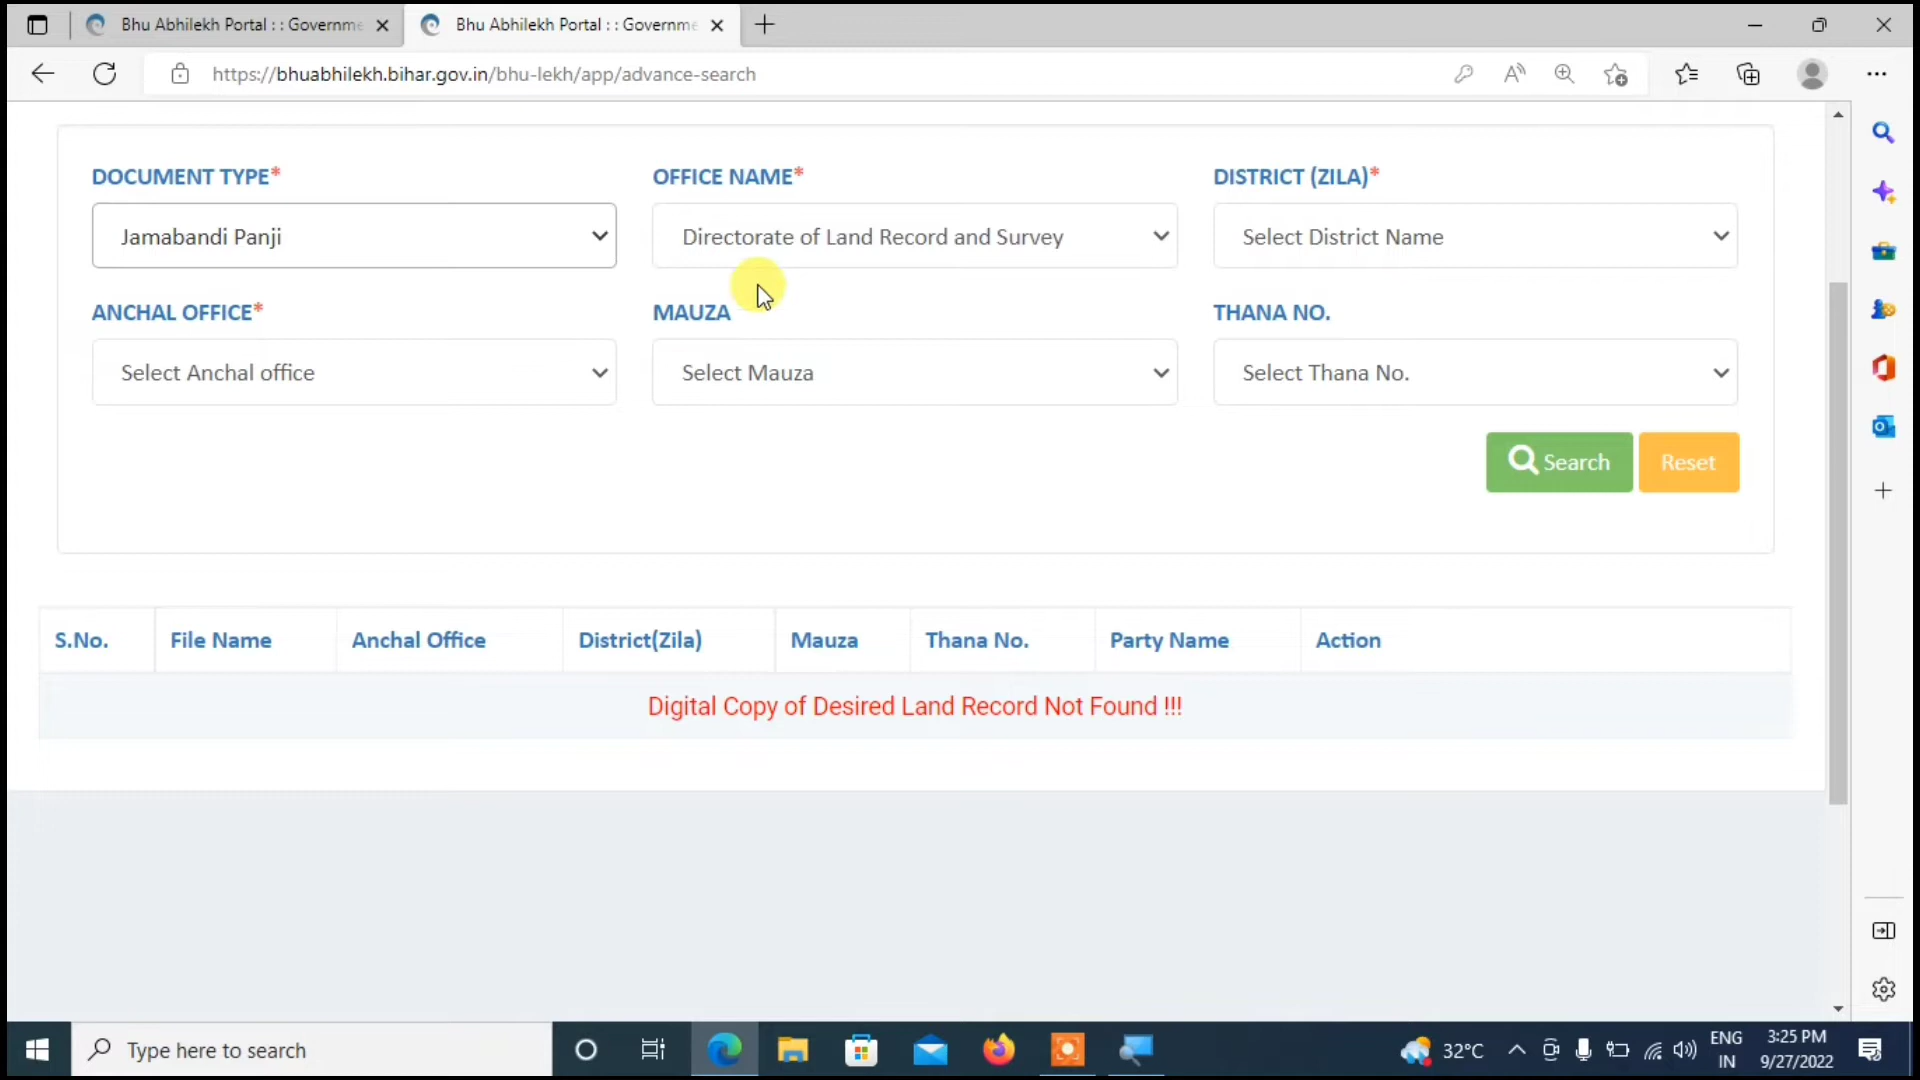 Bhu Abhilekh Portal : : Governme
Bhu Abhilekh Portal : : Governme
https://bhuabhilekh.bihar.gov.in/bhu-lekh/app/advance-search
DOCUMENT TYPE* OFFICE NAME* DISTRICT (ZILA)*
Jamabandi Panji Directorate of Land Record and Survey Select District Name
ANCHAL OFFICE* MAUZA THANA NO.
Select Anchal office Select Mauza Select Thana No.
Search Reset
S.No. File Name Anchal Office District(Zila) Mauza Thana No. Party Name Action
Digital Copy of Desired Land Record Not Found !!!
Type here to search
32°C
ENG
IN
3:25 PM
9/27/2022